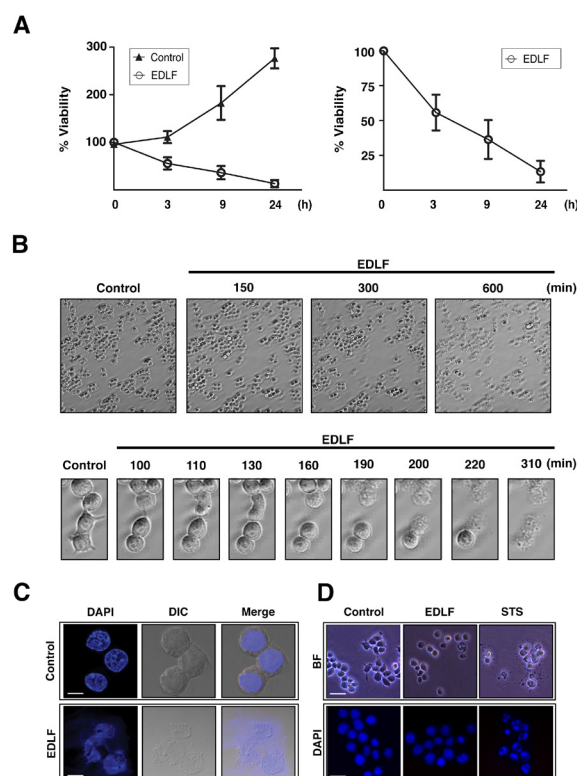 A
300
200
100
% Viability
Control
EDLF
0 3 9 24 (h)
100
75
50
25
% Viability
EDLF
0 3 9 24 (h)
B
EDLF
Control 150 300 600 (min)
EDLF
Control 100 110 130 160 190 200 220 310 (min)
C
DAPI DIC Merge
Control
EDLF
D
Control EDLF STS
BF
DAPI